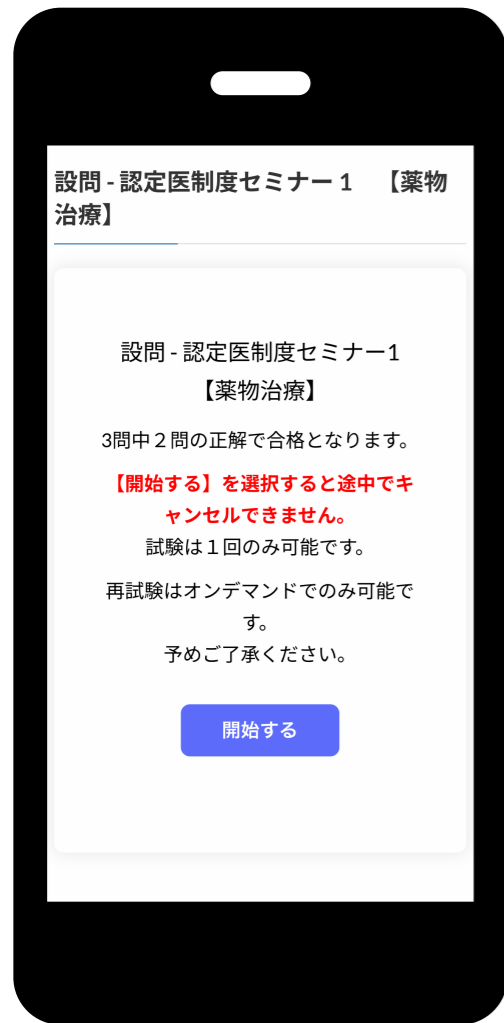 設問 - 認定医制度セミナー 1　【薬物
治療】
設問 - 認定医制度セミナー1
【薬物治療】
3問中２問の正解で合格となります。
【開始する】を選択すると途中でキ
ャンセルできません。
試験は１回のみ可能です。
再試験はオンデマンドでのみ可能で
す。
予めご了承ください。
開始する